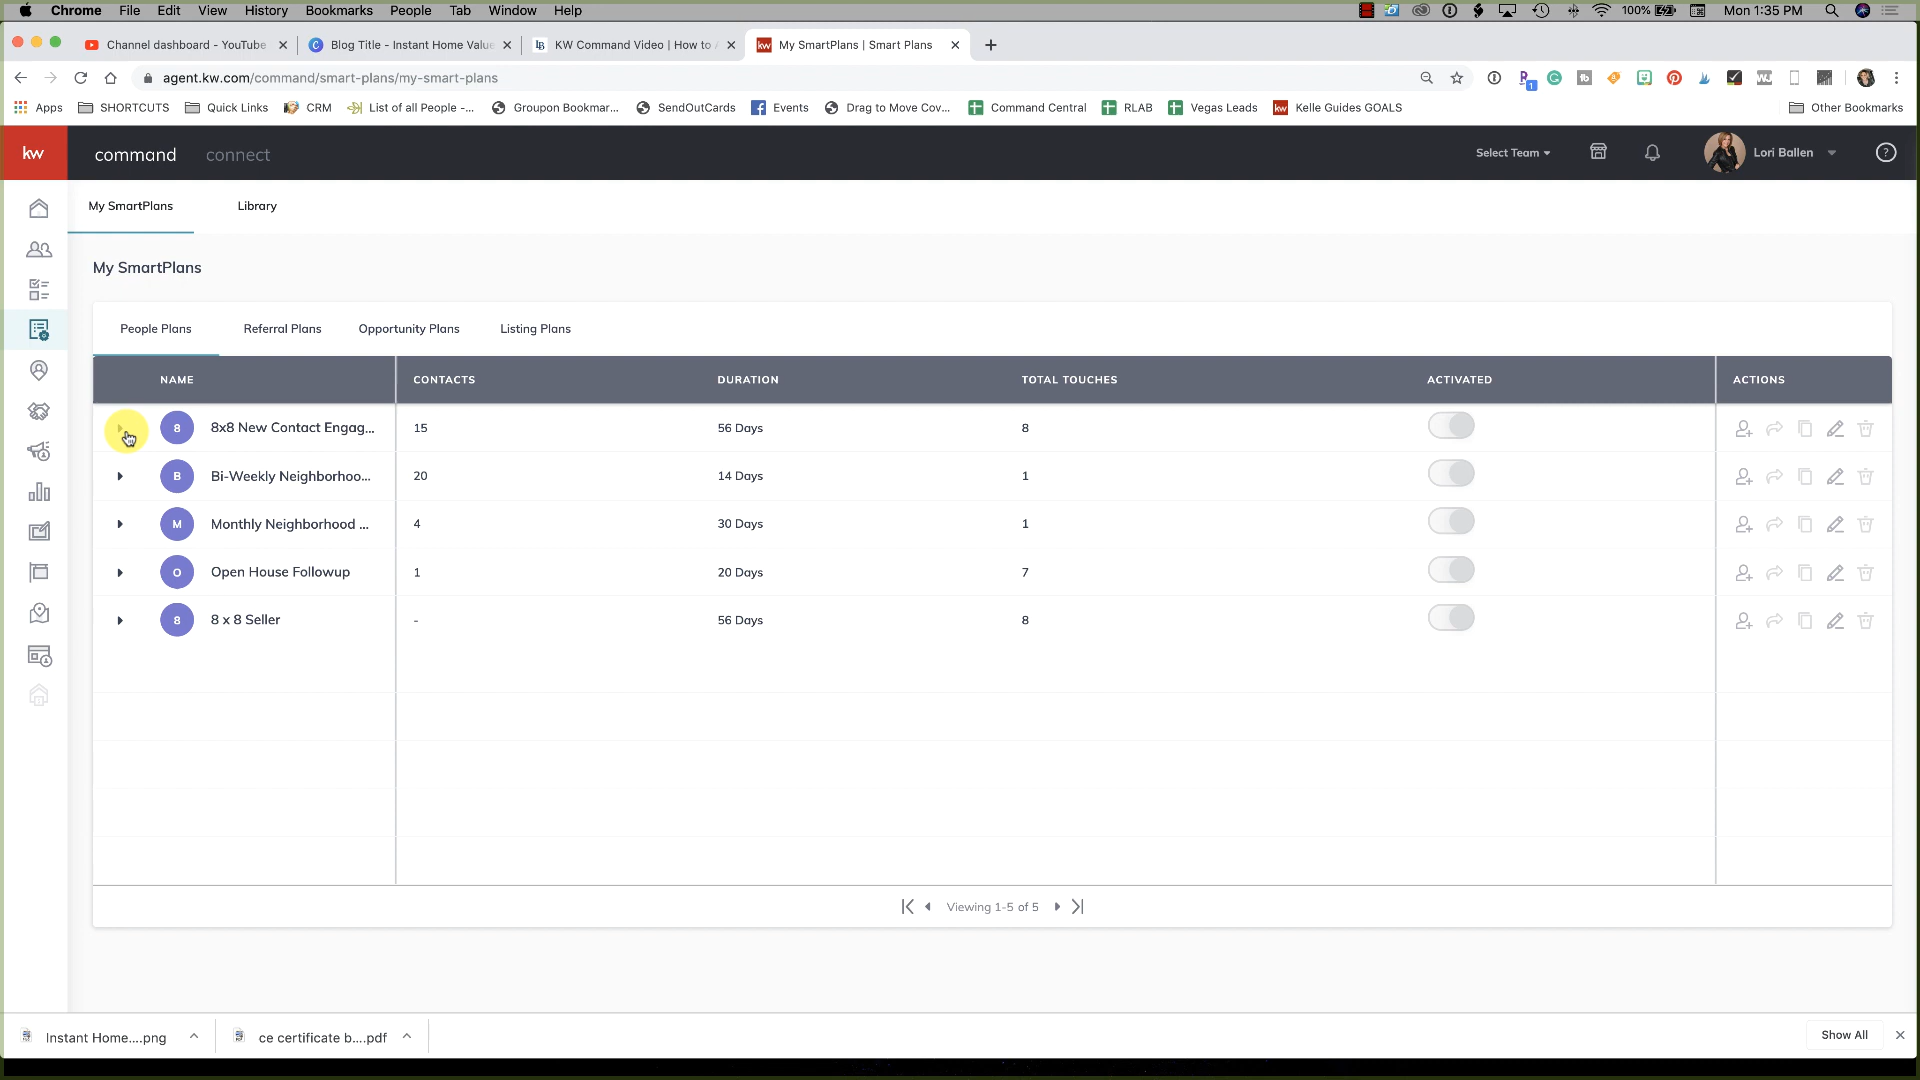 Chrome File Edit View History Bookmarks People Tab Window Help 100% Mon 1:35 PM
Channel dashboard - YouTube Blog Title - Instant Home Value KW Command Video | How to My SmartPlans | Smart Plans
agent.kw.com/command/smart-plans/my-smart-plans
Apps SHORTCUTS Quick Links CRM List of all People -... Groupon Bookmar... SendOutCards Events Drag to Move Cov... Command Central RLAB Vegas Leads Kelle Guides GOALS Other Bookmarks
kw command connect Select Team Lori Ballen
My SmartPlans Library
My SmartPlans
People Plans Referral Plans Opportunity Plans Listing Plans
NAME CONTACTS DURATION TOTAL TOUCHES ACTIVATED ACTIONS
8 8x8 New Contact Engag... 15 56 Days 8
B Bi-Weekly Neighborhoo... 20 14 Days 1
M Monthly Neighborhood ... 4 30 Days 1
O Open House Followup 1 20 Days 7
8 8 x 8 Seller - 56 Days 8
Viewing 1-5 of 5
Instant Home....png ce certificate b....pdf Show All